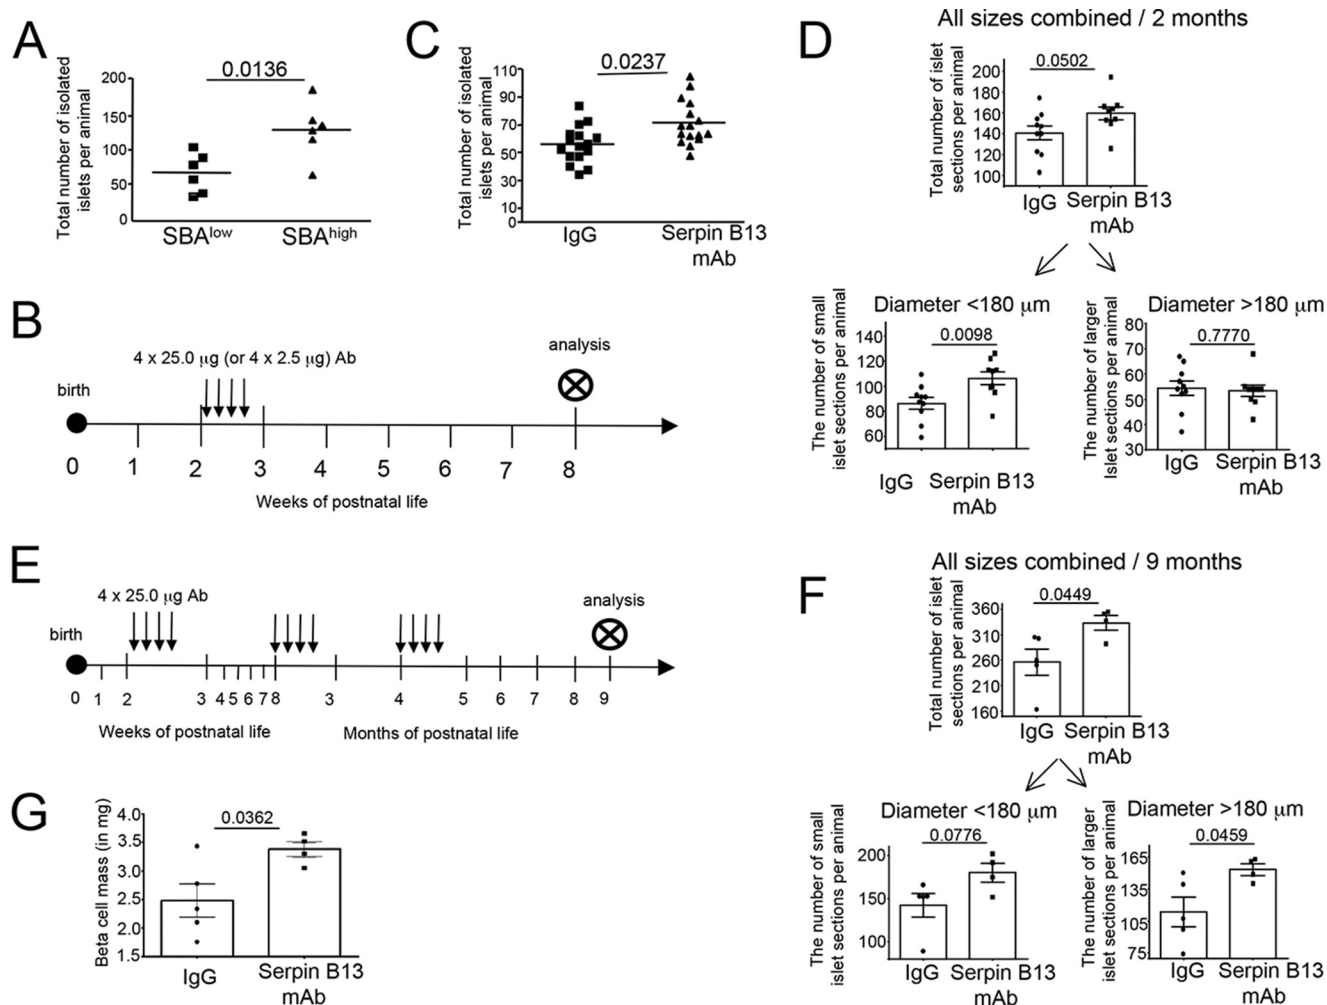 A
Total number of isolated
islets per animal
0.0136
200
150
100
50
0
SBAlow
SBAhigh
C
Total number of isolated
islets per animal
0.0237
110
90
70
50
30
10
0
IgG
Serpin B13
mAb
D
All sizes combined / 2 months
Total number of islet
sections per animal
0.0502
200
180
160
140
120
100
IgG
Serpin B13
mAb
Diameter <180 µm
The number of small
islet sections per animal
0.0098
140
120
100
80
60
IgG
Serpin B13
mAb
Diameter >180 µm
The number of larger
Islet sections per animal
0.7770
80
70
60
50
40
30
IgG
Serpin B13
mAb
B
4 x 25.0 µg (or 4 x 2.5 µg) Ab
analysis
birth
0 1 2 3 4 5 6 7 8
Weeks of postnatal life
E
4 x 25.0 µg Ab
analysis
birth
0 1 2 3 4 5 6 7 8 3 4 5 6 7 8 9
Weeks of postnatal life
Months of postnatal life
F
All sizes combined / 9 months
Total number of islet
sections per animal
0.0449
360
310
260
210
160
IgG
Serpin B13
mAb
Diameter <180 µm
The number of small
islet sections per animal
0.0776
200
150
100
IgG
Serpin B13
mAb
Diameter >180 µm
The number of larger
islet sections per animal
0.0459
165
135
105
75
IgG
Serpin B13
mAb
G
Beta cell mass (in mg)
0.0362
4.0
3.5
3.0
2.5
2.0
1.5
IgG
Serpin B13
mAb